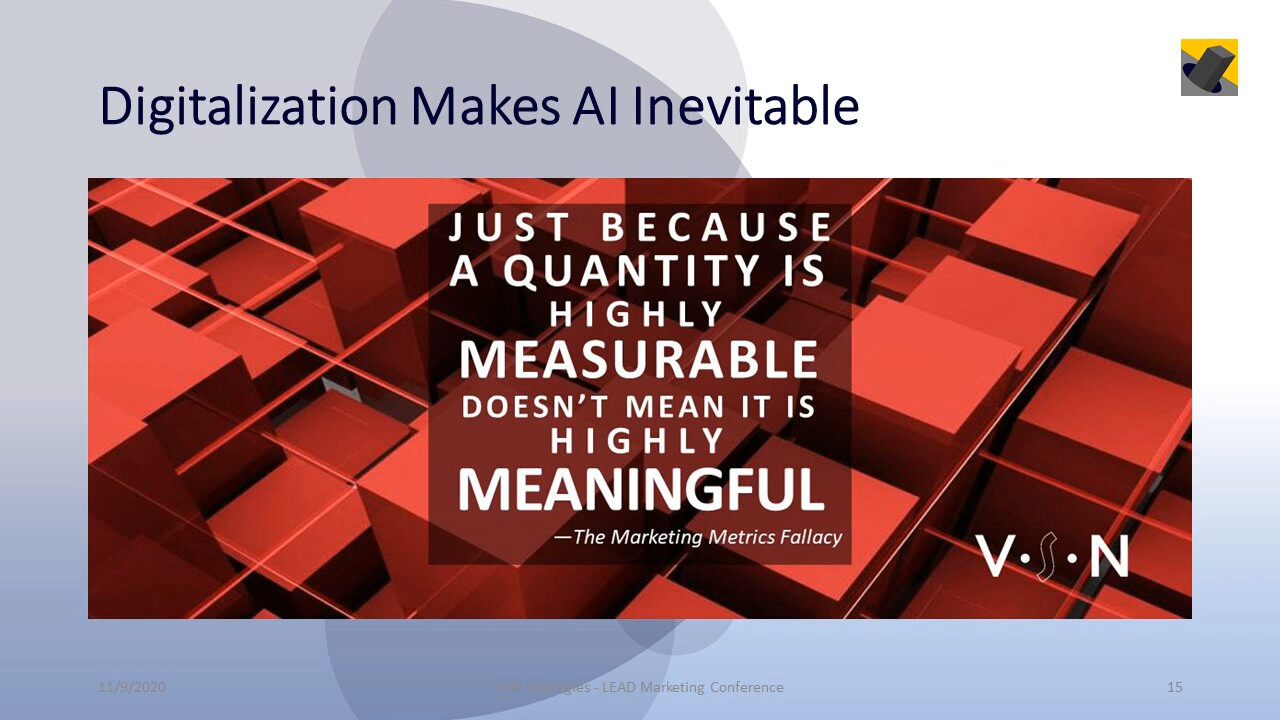 Digitalization Makes AI Inevitable
JUST BECAUSE
A QUANTITY IS
HIGHLY
MEASURABLE
DOESN’T MEAN IT IS
HIGHLY
MEANINGFUL
—The Marketing Metrics Fallacy
V•S•N
11/9/2020
Strategies - LEAD Marketing Conference
15